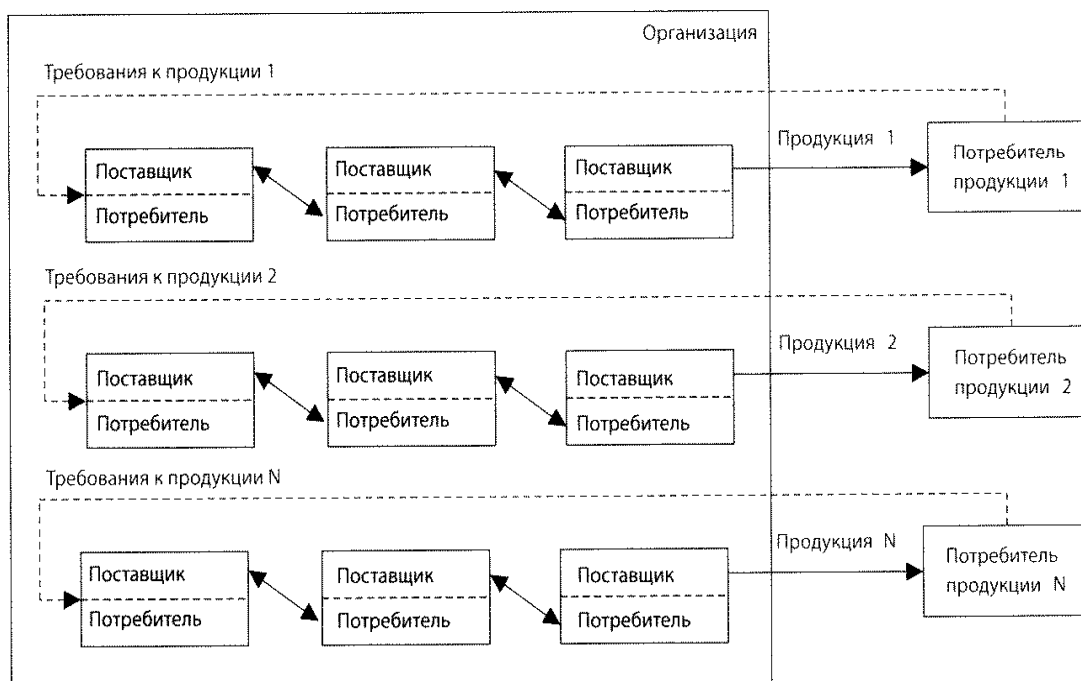 Организация
Требования к продукции 1
Продукция 1
Потребитель
продукции 1
Поставщик
Потребитель
Поставщик
Потребитель
Поставщик
Потребитель
Требования к продукции 2
Продукция 2
Потребитель
продукции 2
Поставщик
Потребитель
Поставщик
Потребитель
Поставщик
Потребитель
Требования к продукции N
Продукция N
Потребитель
продукции N
Поставщик
Потребитель
Поставщик
Потребитель
Поставщик
Потребитель